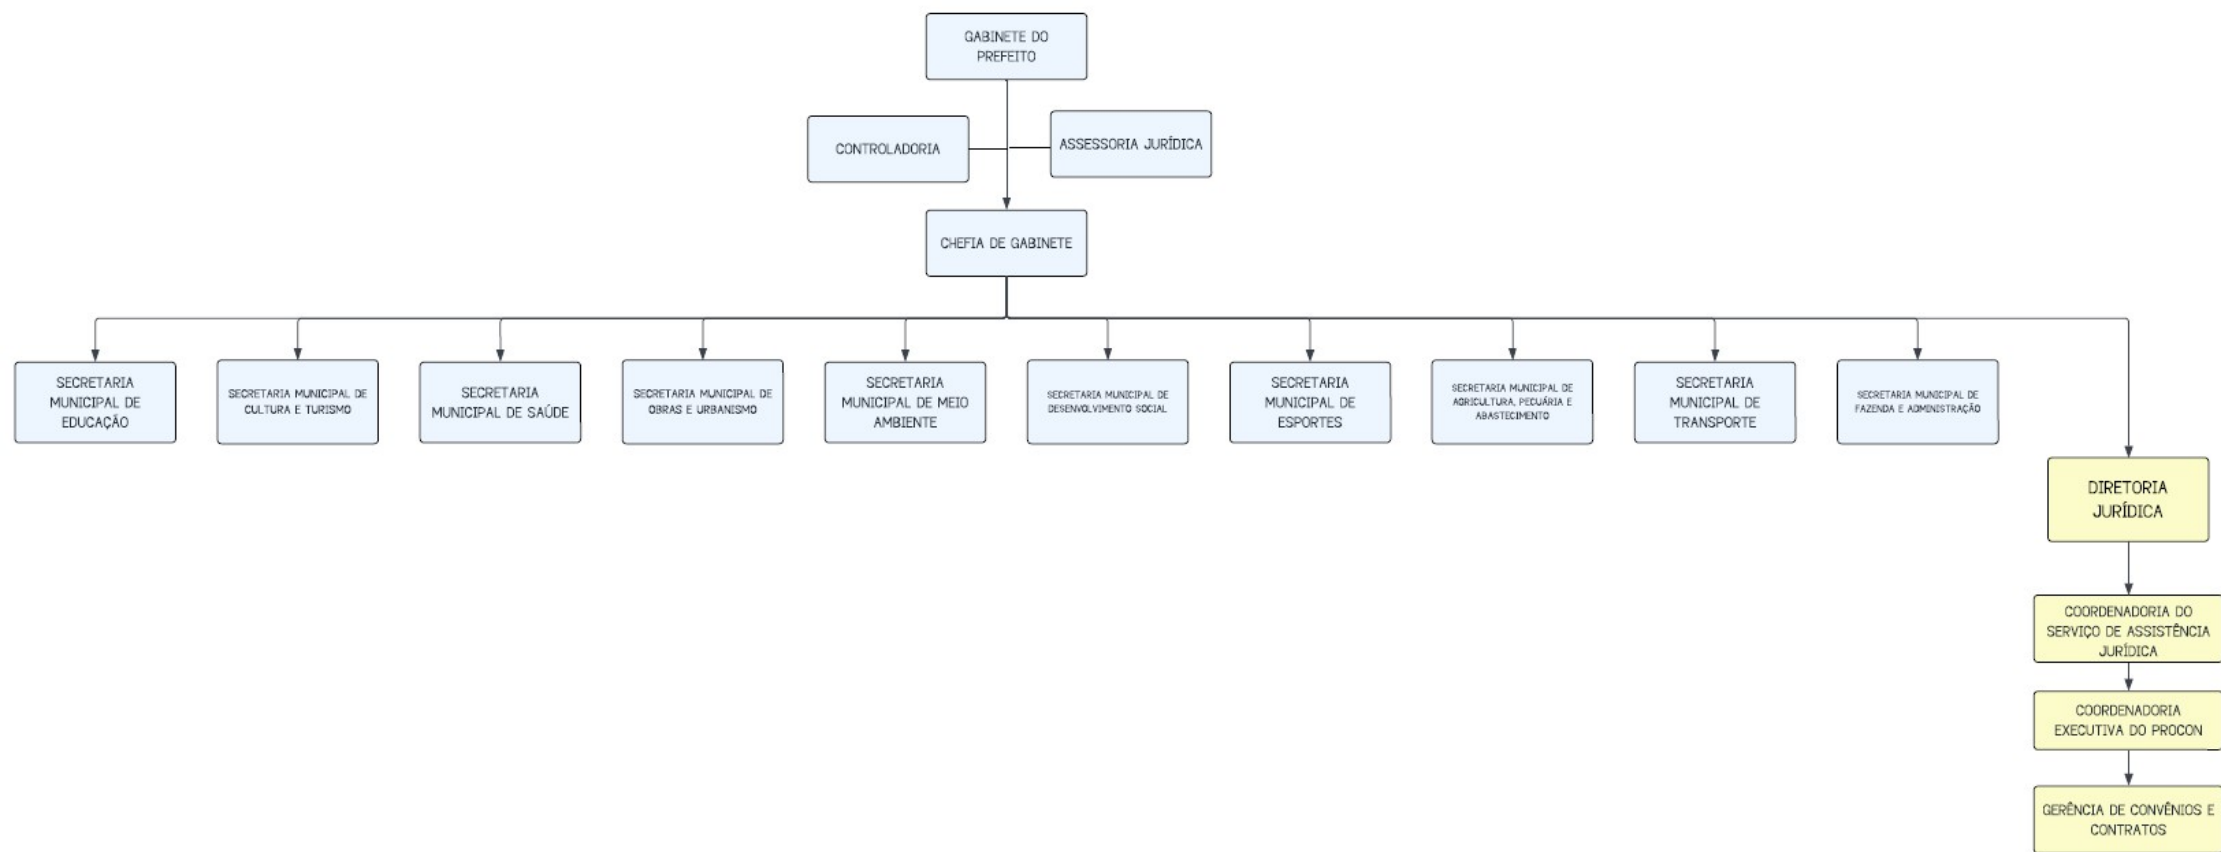 GABINETE DO
PREFEITO
CONTROLADORIA
ASSESSORIA JURÍDICA
CHEFIA DE GABINETE
SECRETARIA
MUNICIPAL DE
EDUCAÇÃO
SECRETARIA MUNICIPAL DE
CULTURA E TURISMO
SECRETARIA
MUNICIPAL DE SAÚDE
SECRETARIA MUNICIPAL DE
OBRAS E URBANISMO
SECRETARIA
MUNICIPAL DE MEIO
AMBIENTE
SECRETARIA MUNICIPAL DE
DESENVOLVIMENTO SOCIAL
SECRETARIA
MUNICIPAL DE
ESPORTES
SECRETARIA MUNICIPAL DE
AGRICULTURA, PECUÁRIA E
ABASTECIMENTO
SECRETARIA
MUNICIPAL DE
TRANSPORTE
SECRETARIA MUNICIPAL DE
FAZENDA E ADMINISTRAÇÃO
DIRETORIA
JURÍDICA
COORDENADORIA DO
SERVIÇO DE ASSISTÊNCIA
JURÍDICA
COORDENADORIA
EXECUTIVA DO PROCON
GERÊNCIA DE CONVÊNIOS E
CONTRATOS